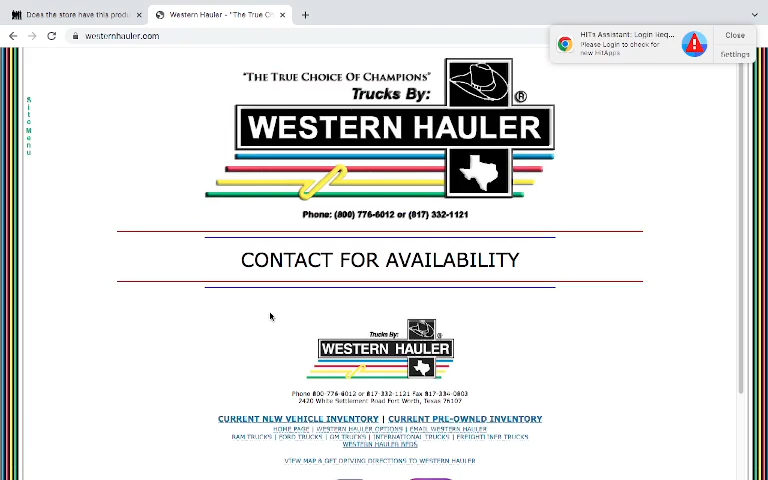 Does the store have this produ
Western Hauler - "The True Ch
westernhauler.com
HITs Assistant: Login Req...
Please Login to check for
new HitApps
Close
Settings
Site Menu
"THE TRUE CHOICE OF CHAMPIONS"
Trucks By:
WESTERN HAULER
®
Phone: (800) 776-6012 or (817) 332-1121
CONTACT FOR AVAILABILITY
Trucks By:
WESTERN HAULER
®
Phone 800-776-6012 or 817-332-1121 Fax 817-334-0803
2420 White Settlement Road Fort Worth, Texas 76107
CURRENT NEW VEHICLE INVENTORY | CURRENT PRE-OWNED INVENTORY
HOME PAGE | WESTERN HAULER OPTIONS | EMAIL WESTERN HAULER
RAM TRUCKS | FORD TRUCKS | GM TRUCKS | INTERNATIONAL TRUCKS | FREIGHTLINER TRUCKS
WESTERN HAULER BEDS
VIEW MAP & GET DRIVING DIRECTIONS TO WESTERN HAULER